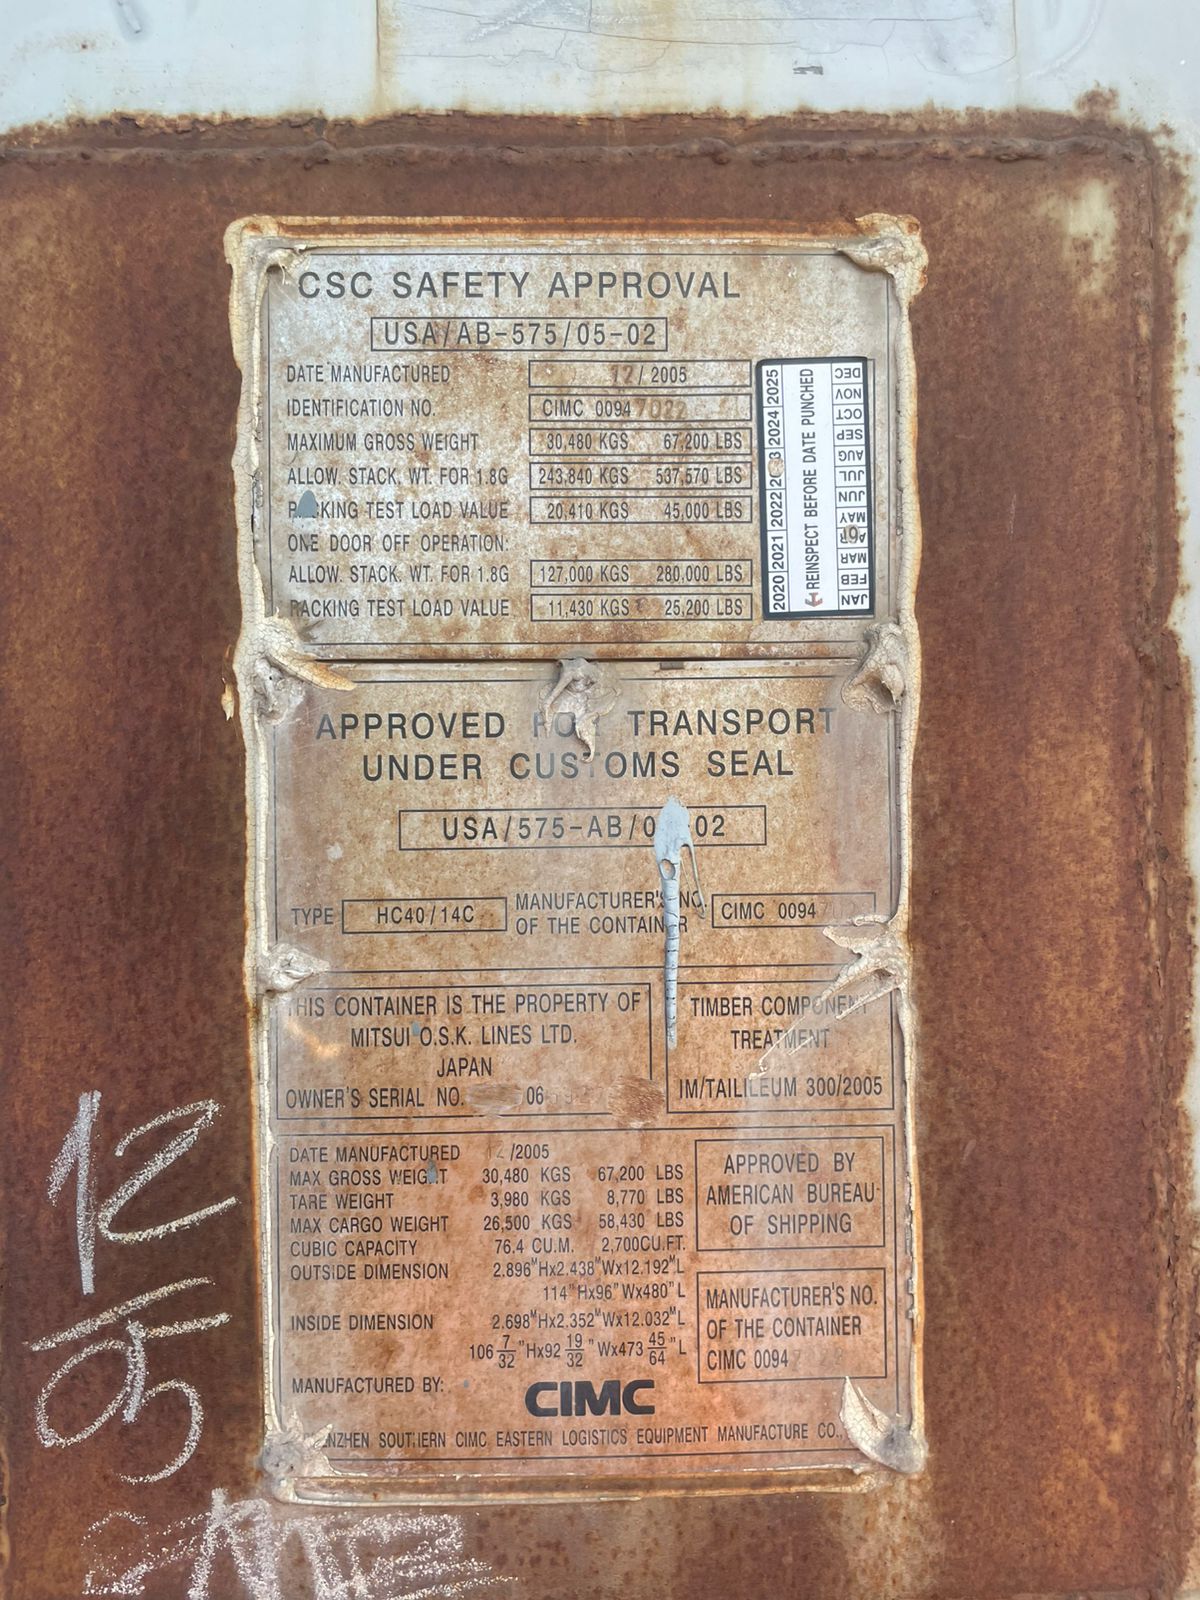 CSC SAFETY APPROVAL
USA/AB-575/05-02
DATE MANUFACTURED 12/2005
IDENTIFICATION NO. CIMC 0094
MAXIMUM GROSS WEIGHT 30,480 KGS 67,200 LBS
ALLOW. STACK. WT. FOR 1.8G 243,840 KGS 537,570 LBS
RACKING TEST LOAD VALUE 20,410 KGS 45,000 LBS
ONE DOOR OFF OPERATION:
ALLOW. STACK. WT. FOR 1.8G 127,000 KGS 280,000 LBS
RACKING TEST LOAD VALUE 11,430 KGS 25,200 LBS
2020 2021 2022 2024 2025
REINSPECT BEFORE DATE PUNCHED
JAN FEB MAR MAY JUN JUL AUG SEP OCT NOV DEC
APPROVED FOR TRANSPORT
UNDER CUSTOMS SEAL
USA/575-AB/0 02
TYPE HC40/14C
MANUFACTURER'S NO
OF THE CONTAINER
CIMC 0094
THIS CONTAINER IS THE PROPERTY OF
MITSUI O.S.K. LINES LTD.
JAPAN
OWNER'S SERIAL NO. 06
TIMBER COMPONENT
TREATMENT
IM/TAILILEUM 300/2005
DATE MANUFACTURED /2005
MAX GROSS WEIGHT 30,480 KGS 67,200 LBS
TARE WEIGHT 3,980 KGS 8,770 LBS
MAX CARGO WEIGHT 26,500 KGS 58,430 LBS
CUBIC CAPACITY 76.4 CU.M. 2,700CU.FT.
OUTSIDE DIMENSION 2.896ᴹHx2.438ᴹWx12.192ᴹL
114"Hx96"Wx480"L
INSIDE DIMENSION 2.698ᴹHx2,352ᴹWx12.032ᴹL
106 7/32"Hx92 19/32"Wx473 45/64"L
APPROVED BY
AMERICAN BUREAU
OF SHIPPING
MANUFACTURER'S NO.
OF THE CONTAINER
CIMC 0094
MANUFACTURED BY: CIMC
SHENZHEN SOUTHERN CIMC EASTERN LOGISTICS EQUIPMENT MANUFACTURE CO.,
12